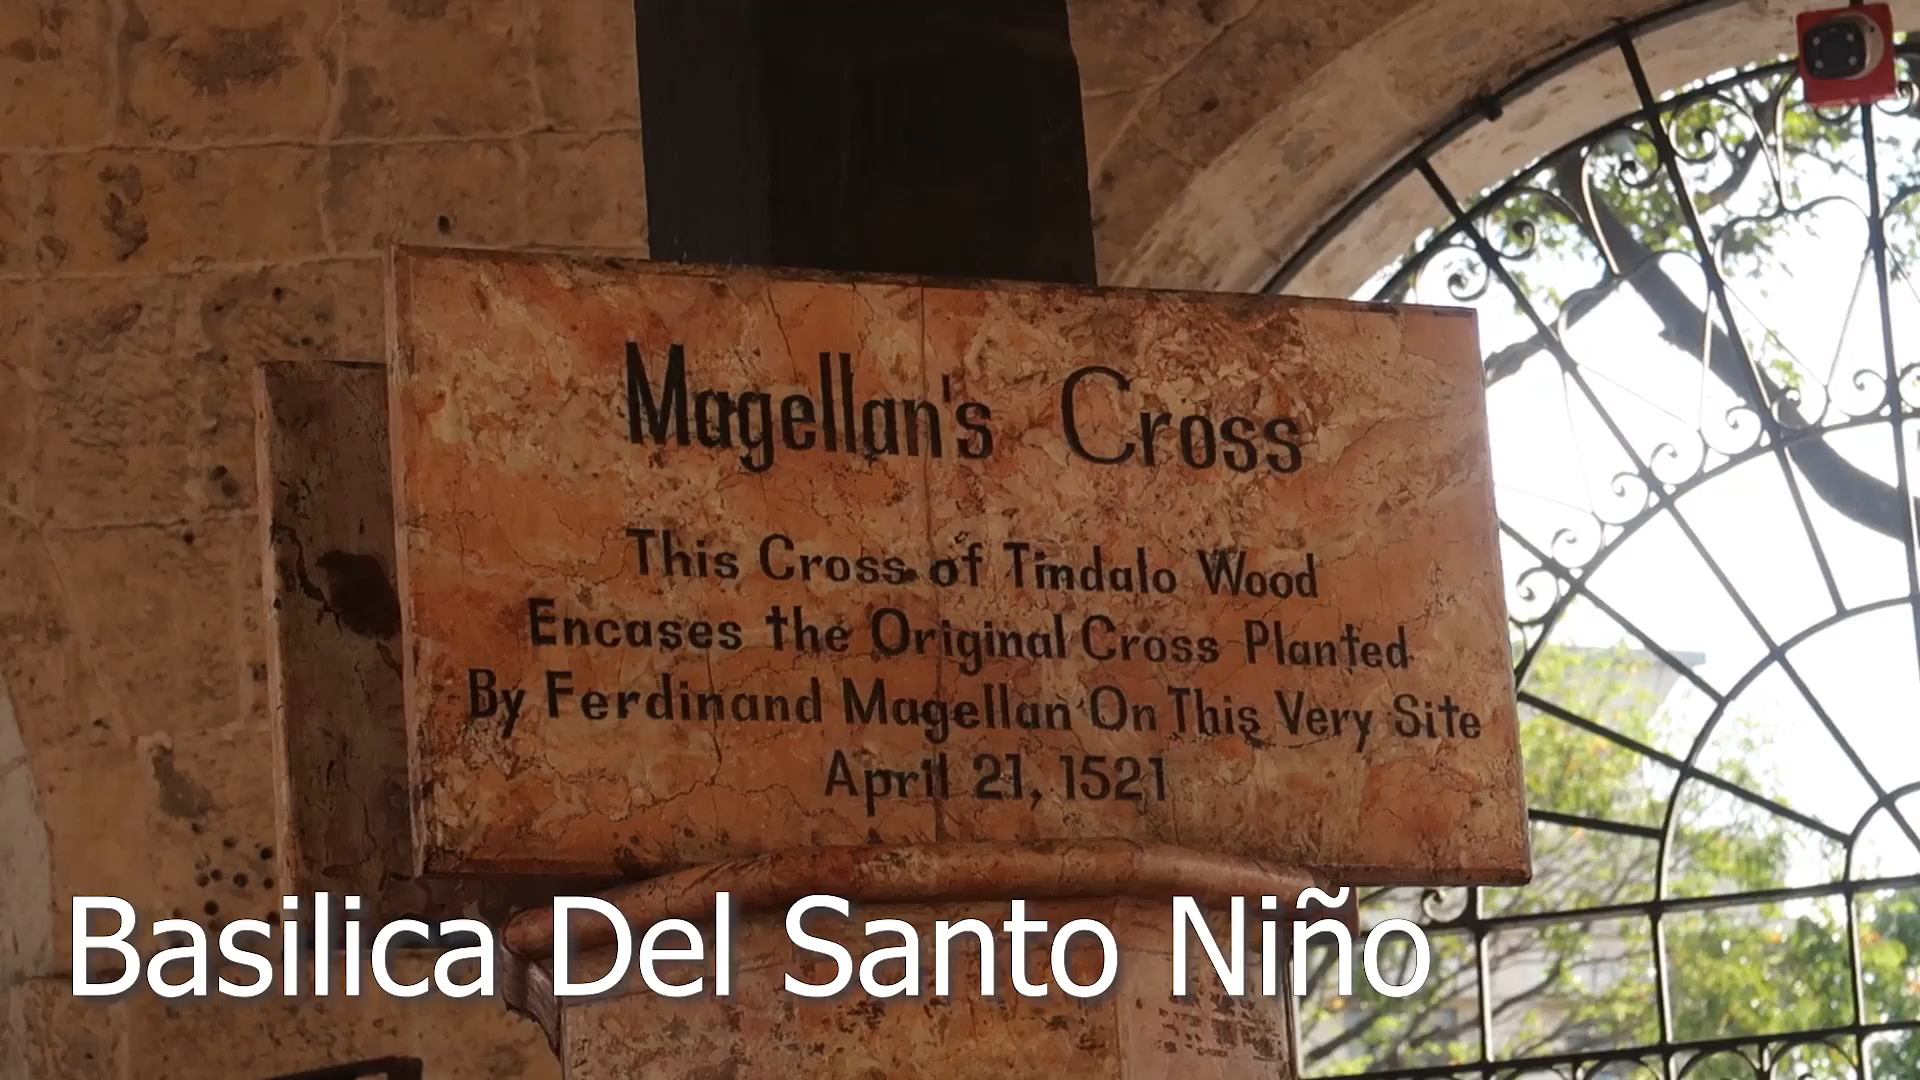 Magellan's Cross
This Cross of Tindalo Wood
Encases the Original Cross Planted
By Ferdinand Magellan On This Very Site
April 21, 1521
Basilica Del Santo Niño